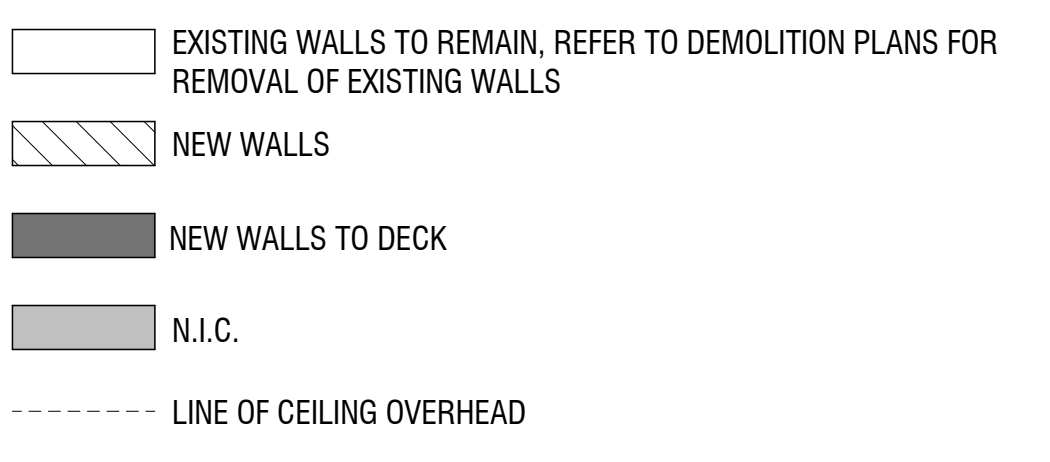 EXISTING WALLS TO REMAIN, REFER TO DEMOLITION PLANS FOR
REMOVAL OF EXISTING WALLS
NEW WALLS
NEW WALLS TO DECK
N.I.C.
LINE OF CEILING OVERHEAD